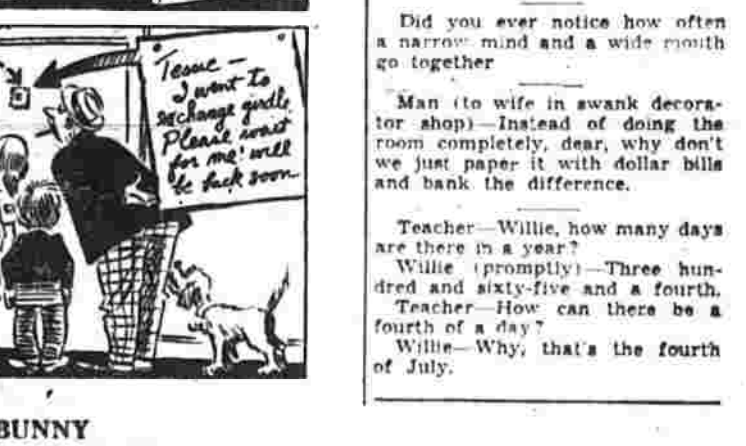 Tessie —
I went to
exchange girdle
Please wait
for me! will
be back soon
BUNNY
Did you ever notice how often
a narrow mind and a wide mouth
go together
Man (to wife in swank decora-
tor shop)—Instead of doing the
room completely, dear, why don't
we just paper it with dollar bills
and bank the difference.
Teacher—Willie, how many days
are there in a year?
Willie (promptly)—Three hun-
dred and sixty-five and a fourth.
Teacher—How can there be a
fourth of a day?
Willie—Why, that's the fourth
of July.